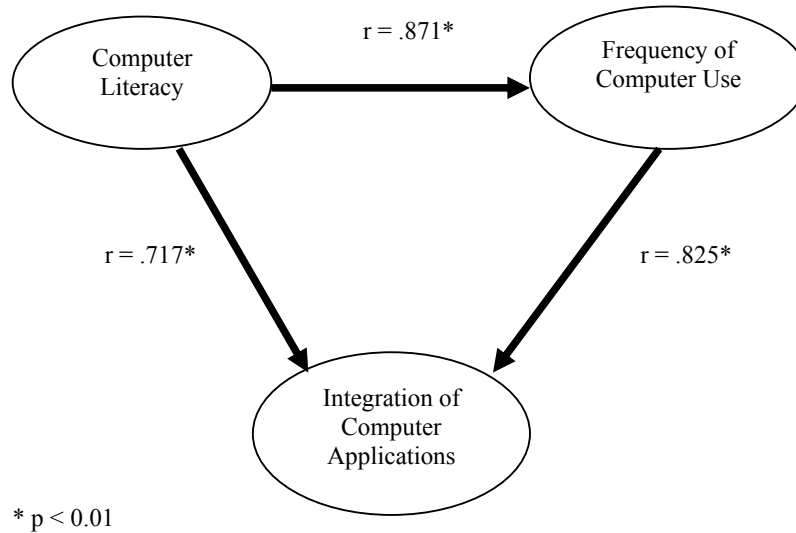 r = .871*
Computer
Literacy
Frequency of
Computer Use
r = .717*
r = .825*
Integration of
Computer
Applications
* p < 0.01